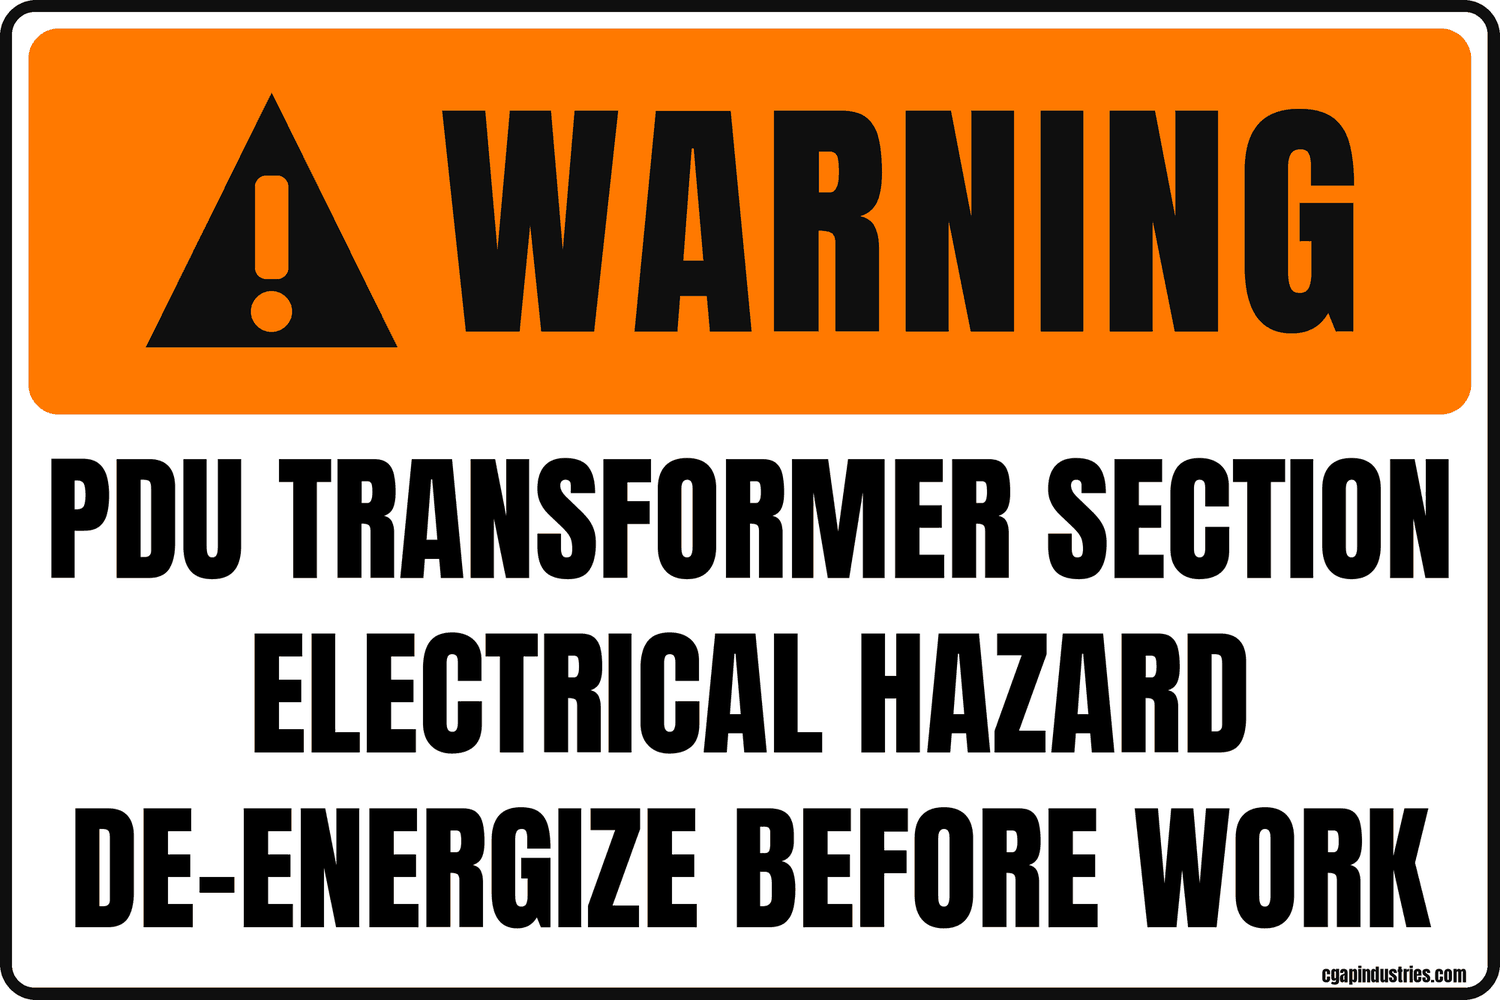 WARNING
PDU TRANSFORMER SECTION
ELECTRICAL HAZARD
DE-ENERGIZE BEFORE WORK
cgapindustries.com